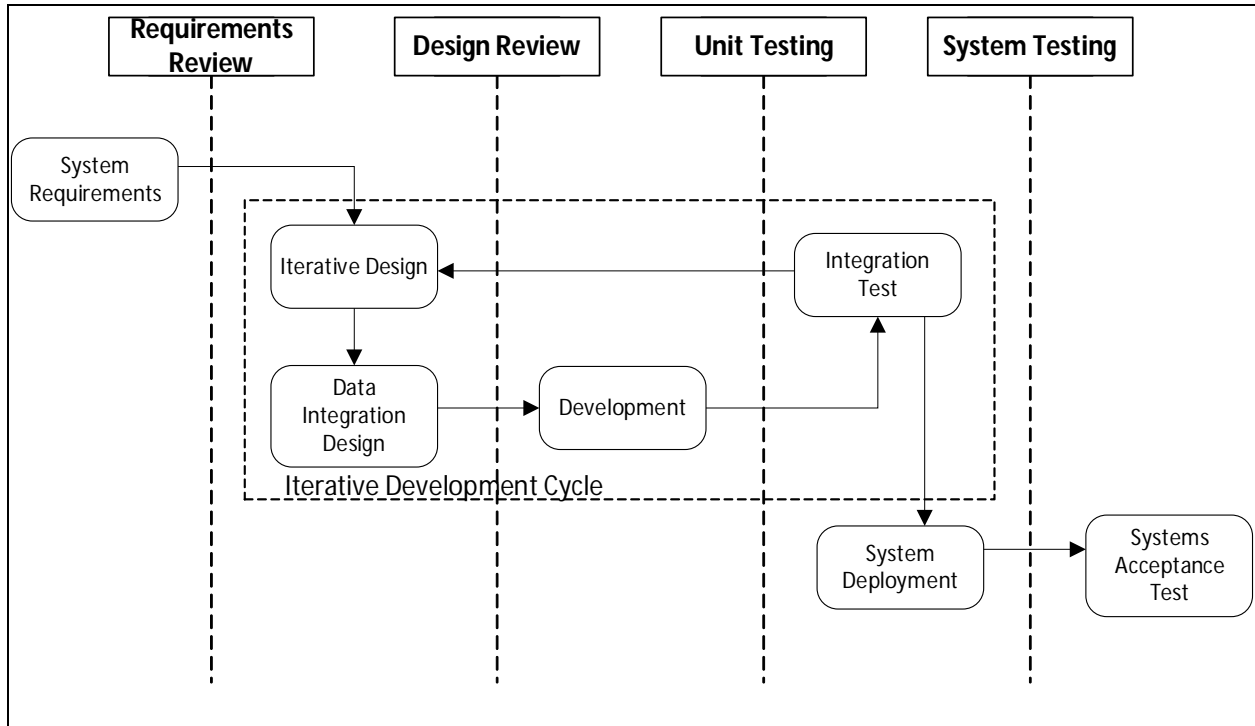 Requirements
Review
Design Review
Unit Testing
System Testing
System
Requirements
Iterative Design
Integration
Test
Data
Integration
Design
Development
Iterative Development Cycle
System
Deployment
Systems
Acceptance
Test